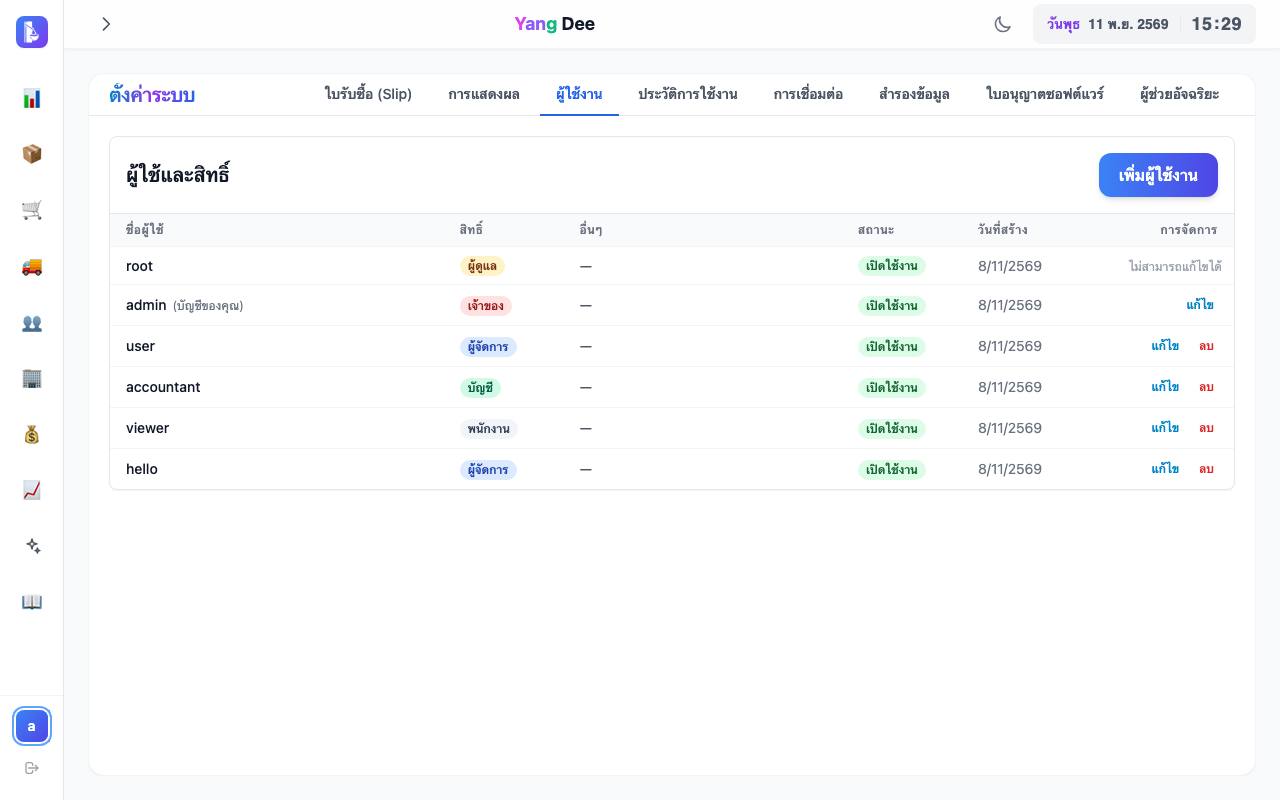 Yang Dee
วันพุธ 11 พ.ย. 2569 15:29
ตั้งค่าระบบ
ใบรับซื้อ (Slip) การแสดงผล ผู้ใช้งาน ประวัติการใช้งาน การเชื่อมต่อ สำรองข้อมูล ใบอนุญาตซอฟต์แวร์ ผู้ช่วยอัจฉริยะ
ผู้ใช้และสิทธิ์
เพิ่มผู้ใช้งาน
ชื่อผู้ใช้ สิทธิ์ อื่นๆ สถานะ วันที่สร้าง การจัดการ
root ผู้ดูแล — เปิดใช้งาน 8/11/2569 ไม่สามารถแก้ไขได้
admin (บัญชีของคุณ) เจ้าของ — เปิดใช้งาน 8/11/2569 แก้ไข
user ผู้จัดการ — เปิดใช้งาน 8/11/2569 แก้ไข ลบ
accountant บัญชี — เปิดใช้งาน 8/11/2569 แก้ไข ลบ
viewer พนักงาน — เปิดใช้งาน 8/11/2569 แก้ไข ลบ
hello ผู้จัดการ — เปิดใช้งาน 8/11/2569 แก้ไข ลบ
a